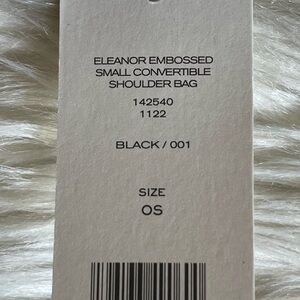 ELEANOR EMBOSSED
SMALL CONVERTIBLE
SHOULDER BAG
142540
1122
BLACK / 001
SIZE
OS